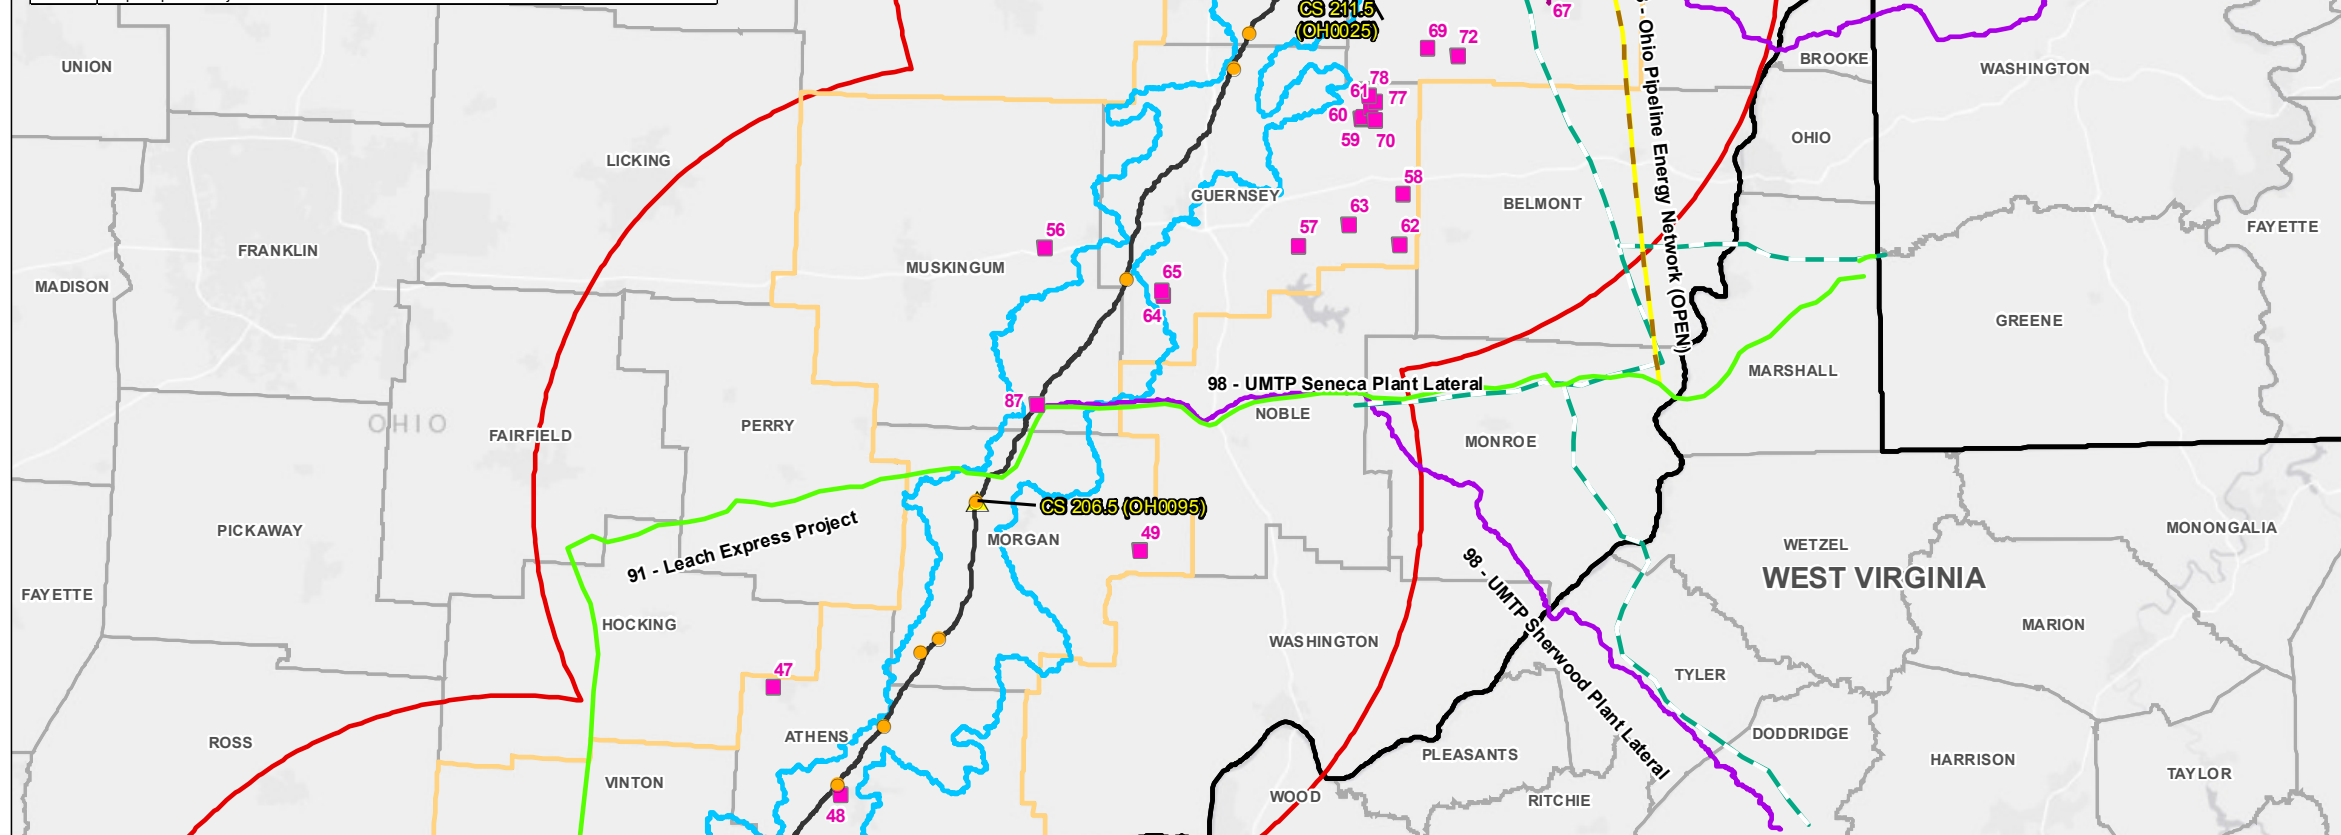 CS 211.5
(OH0025)
67
69
72
8 - Ohio Pipeline Energy Network (OPEN)
UNION
BROOKE
WASHINGTON
78
61
77
60
59
70
OHIO
LICKING
58
GUERNSEY
BELMONT
63
57
62
56
FRANKLIN
FAYETTE
MUSKINGUM
65
64
MADISON
GREENE
MARSHALL
98 - UMTP Seneca Plant Lateral
87
NOBLE
OHIO
PERRY
FAIRFIELD
MONROE
CS 206.5 (OH0095)
PICKAWAY
91 - Leach Express Project
MORGAN
49
MONONGALIA
WETZEL
WEST VIRGINIA
FAYETTE
HOCKING
WASHINGTON
MARION
98 - UMTP Sherwood Plant Lateral
47
TYLER
ROSS
ATHENS
DODDRIDGE
PLEASANTS
HARRISON
TAYLOR
VINTON
WOOD
RITCHIE
48